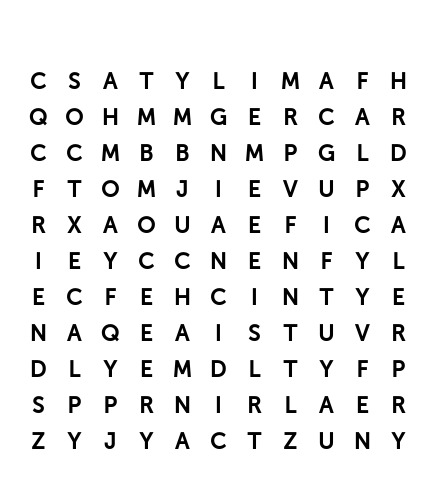 C S A T Y L I M A F H
Q O H M M G E R C A R
C C M B B N M P G L D
F T O M J I E V U P X
R X A O U A E F I C A
I E Y C C N E N F Y L
E C F E H C I N T Y E
N A Q E A I S T U V R
D L Y E M D L T Y F P
S P P R N I R L A E R
Z Y J Y A C T Z U N Y